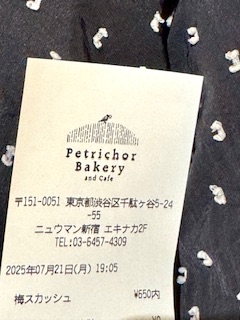 Petrichor
Bakery
and Cafe
〒151-0051 東京都渋谷区千駄ケ谷5-24
-55
ニュウマン新宿 エキナカ2F
TEL:03-6457-4309
2025年07月21日(月) 19:05
梅スカッシュ ¥650内